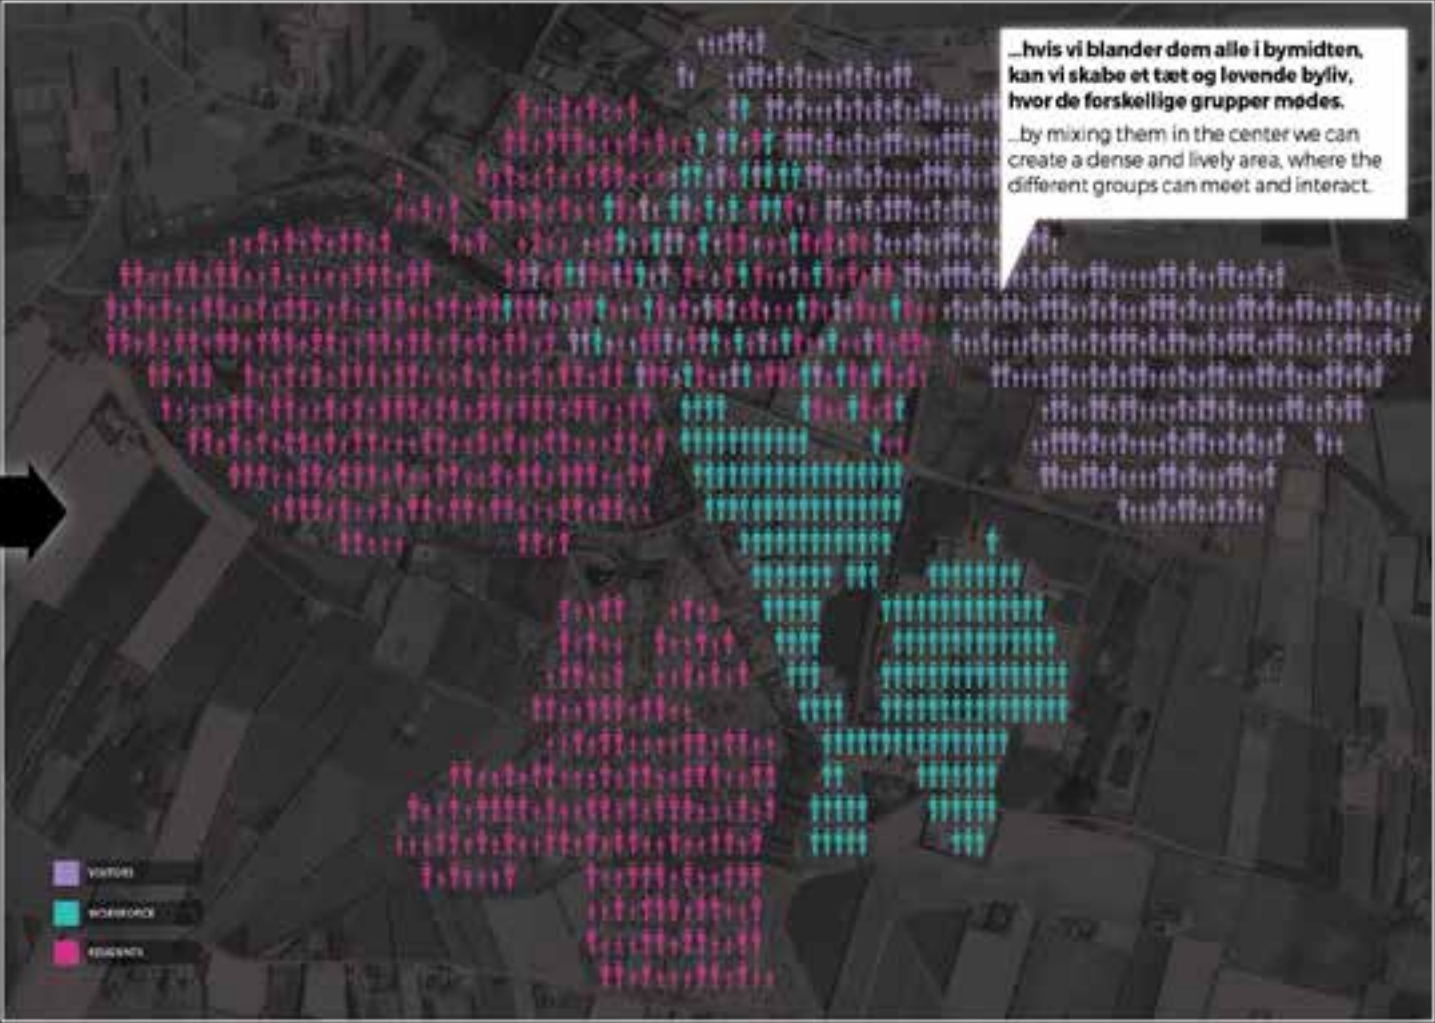 ...hvis vi blander dem alle i bymidten,
kan vi skabe et tæt og levende byliv,
hvor de forskellige grupper mødes.
...by mixing them in the center we can
create a dense and lively area, where the
different groups can meet and interact.
VISITORS
WORKFORCE
RESIDENTS